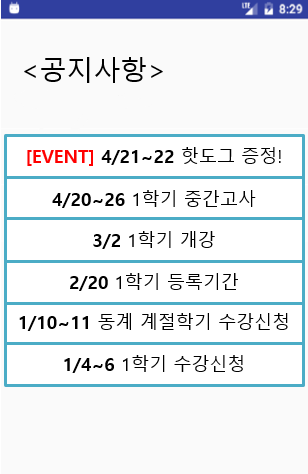 LTE 8:29
<공지사항>
[EVENT] 4/21~22 핫도그 증정!
4/20~26 1학기 중간고사
3/2 1학기 개강
2/20 1학기 등록기간
1/10~11 동계 계절학기 수강신청
1/4~6 1학기 수강신청